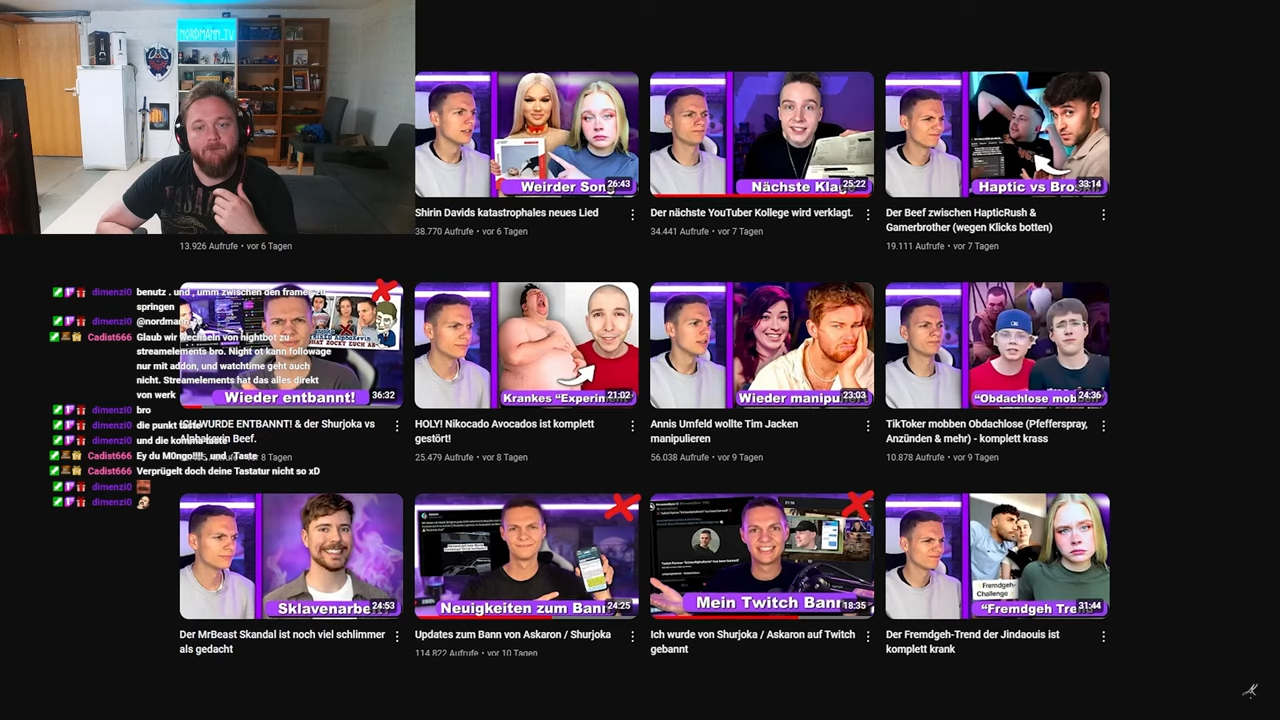 NORDMANN_TV
Weirder Song
26:43
Nächste Kla
25:22
Haptic vs Bro
33:14
Shirin Davids katastrophales neues Lied
38.770 Aufrufe • vor 6 Tagen
Der nächste YouTuber Kollege wird verklagt.
34.441 Aufrufe • vor 7 Tagen
Der Beef zwischen HapticRush &
Gamerbrother (wegen Klicks botten)
19.111 Aufrufe • vor 7 Tagen
13.926 Aufrufe • vor 6 Tagen
dimenzi0 benutz . und , umm zwischen den frames zu
springen
dimenzi0 @nordmann
Cadist666 Glaub wir wechseln von nightbot zu
streamelements bro. Night ot kann followage
nur mit addon, und watchtime geht auch
nicht. Streamelements hat das alles direkt
von werk
dimenzi0 bro
dimenzi0 die punkt taste
dimenzi0 und die komma taste
Cadist666 Ey du M0ngo!!!! , und . Taste
Cadist666 Verprügelt doch deine Tastatur nicht so xD
dimenzi0
dimenzi0
Wieder entbannt!
36:32
Krankes “Experim
21:02
Wieder manipu
23:03
“Obdachlose mob
24:36
ICH WURDE ENTBANNT! & der Shurjoka vs
AlphaKevin Beef.
vor 8 Tagen
HOLY! Nikocado Avocados ist komplett
gestört!
25.479 Aufrufe • vor 8 Tagen
Annis Umfeld wollte Tim Jacken
manipulieren
56.038 Aufrufe • vor 9 Tagen
TikToker mobben Obdachlose (Pfefferspray,
Anzünden & mehr) - komplett krass
10.878 Aufrufe • vor 9 Tagen
Sklavenarbe
24:53
Neuigkeiten zum Bann
24:25
Mein Twitch Bann
18:35
Fremdgeh-
Challenge
“Fremdgeh Tre
31:44
Der MrBeast Skandal ist noch viel schlimmer
als gedacht
Updates zum Bann von Askaron / Shurjoka
114.822 Aufrufe • vor 10 Tagen
Ich wurde von Shurjoka / Askaron auf Twitch
gebannt
Der Fremdgeh-Trend der Jindaouis ist
komplett krank